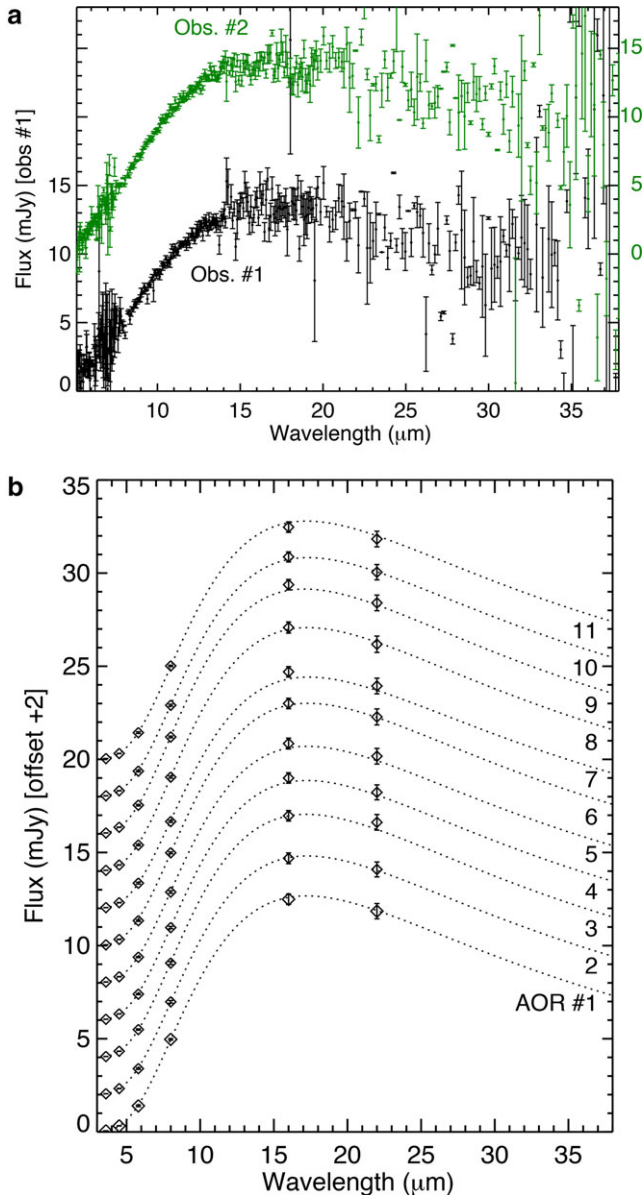 a
Obs. #2
Obs. #1
Flux (mJy) [obs #1]
15
10
5
0
15
10
5
0
10 15 20 25 30 35
Wavelength (μm)
b
35
30
25
20
15
10
5
0
Flux (mJy) [offset +2]
11
10
9
8
7
6
5
4
3
2
AOR #1
5 10 15 20 25 30 35
Wavelength (μm)